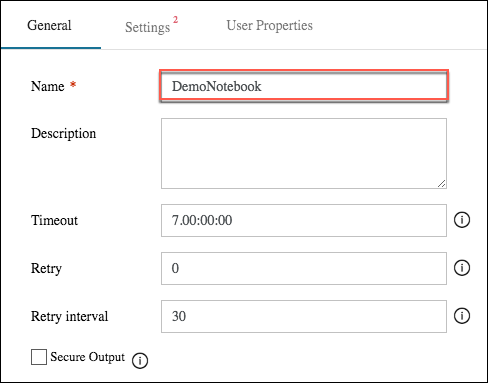 General Settings 2 User Properties
Name * DemoNotebook
Description
Timeout 7.00:00:00
Retry 0
Retry interval 30
Secure Output